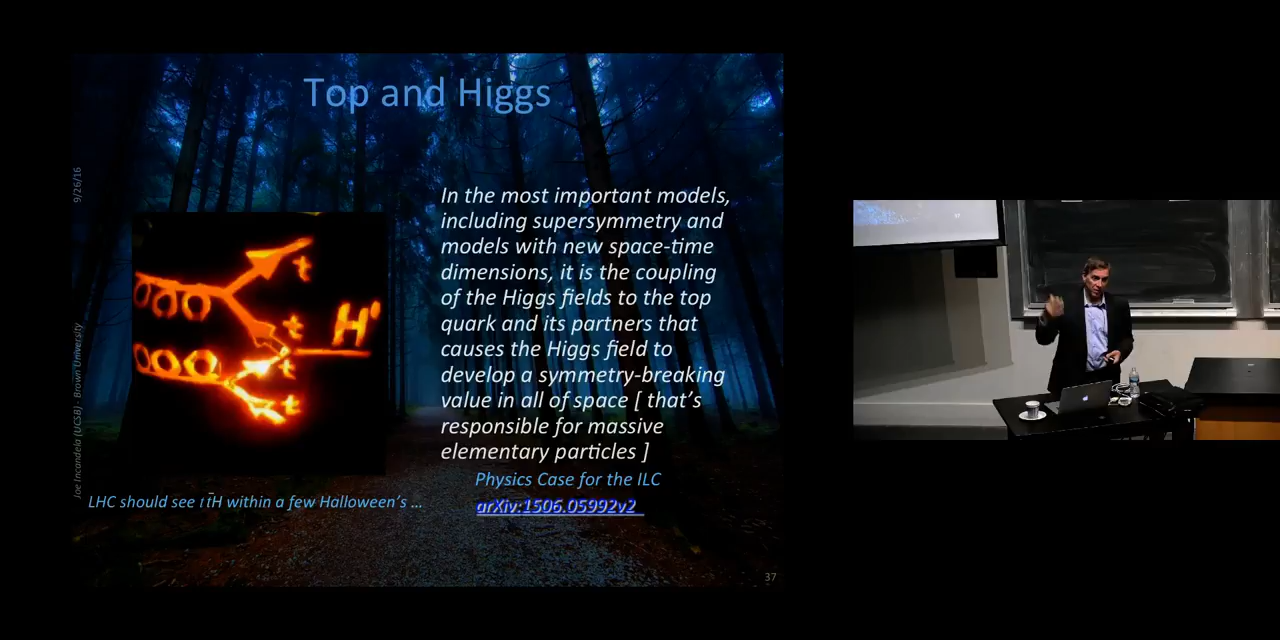 Top and Higgs
9/26/16
Joe Incandela (UCSB) - Brown University
In the most important models,
including supersymmetry and
models with new space-time
dimensions, it is the coupling
of the Higgs fields to the top
quark and its partners that
causes the Higgs field to
develop a symmetry-breaking
value in all of space [ that's
responsible for massive
elementary particles ]
Physics Case for the ILC
arXiv:1506.05992v2
t
t
H'
t
t
LHC should see t t̅H within a few Halloween's ...
37